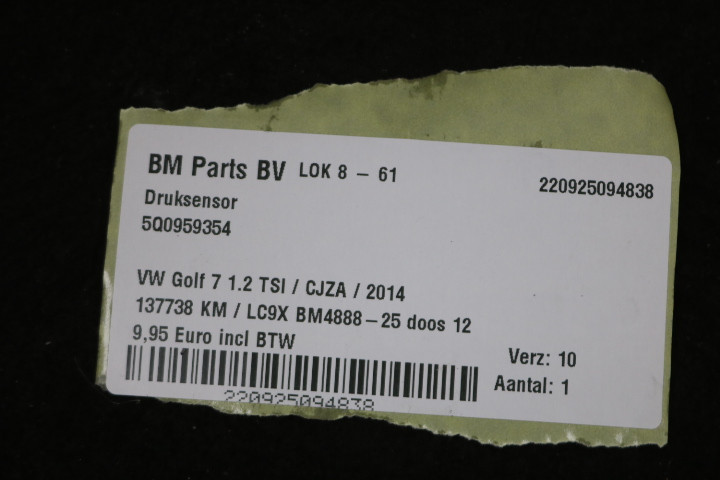 BM Parts BV LOK 8 - 61
220925094838
Druksensor
5Q0959354
VW Golf 7 1.2 TSI / CJZA / 2014
137738 KM / LC9X BM4888-25 doos 12
9,95 Euro incl BTW
Verz: 10
Aantal: 1
220925094838